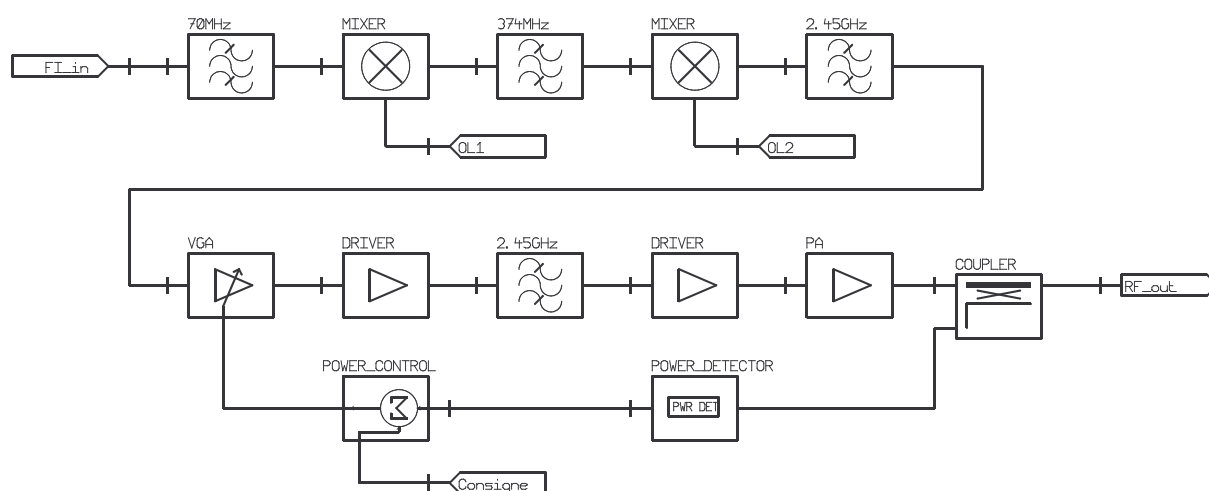 70MHz
MIXER
374MHz
MIXER
2.45GHz
FI_in
OL1
OL2
VGA
DRIVER
2.45GHz
DRIVER
PA
COUPLER
RF_out
POWER_CONTROL
POWER_DETECTOR
Σ
PWR DET
Consigne